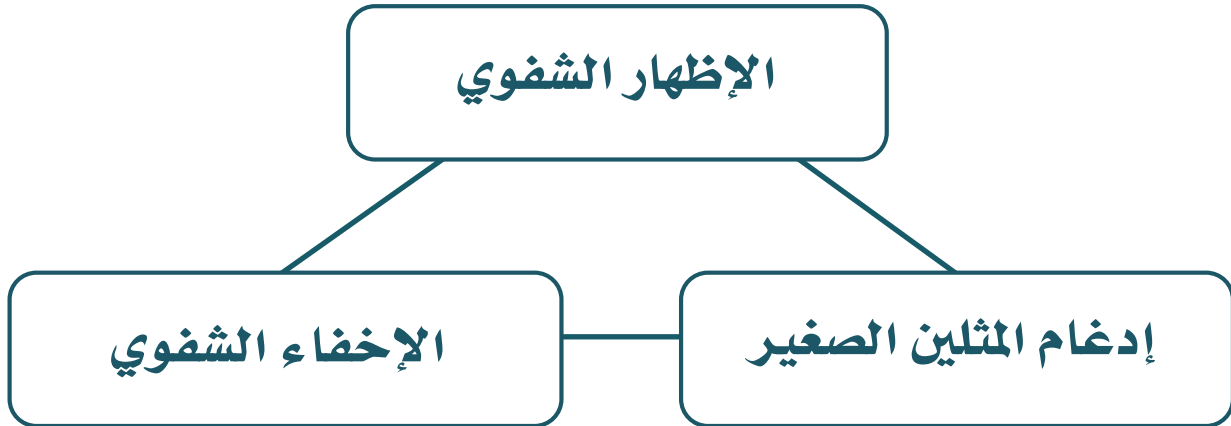 الإظهار الشفوي
إدغام المثلين الصغير
الإخفاء الشفوي